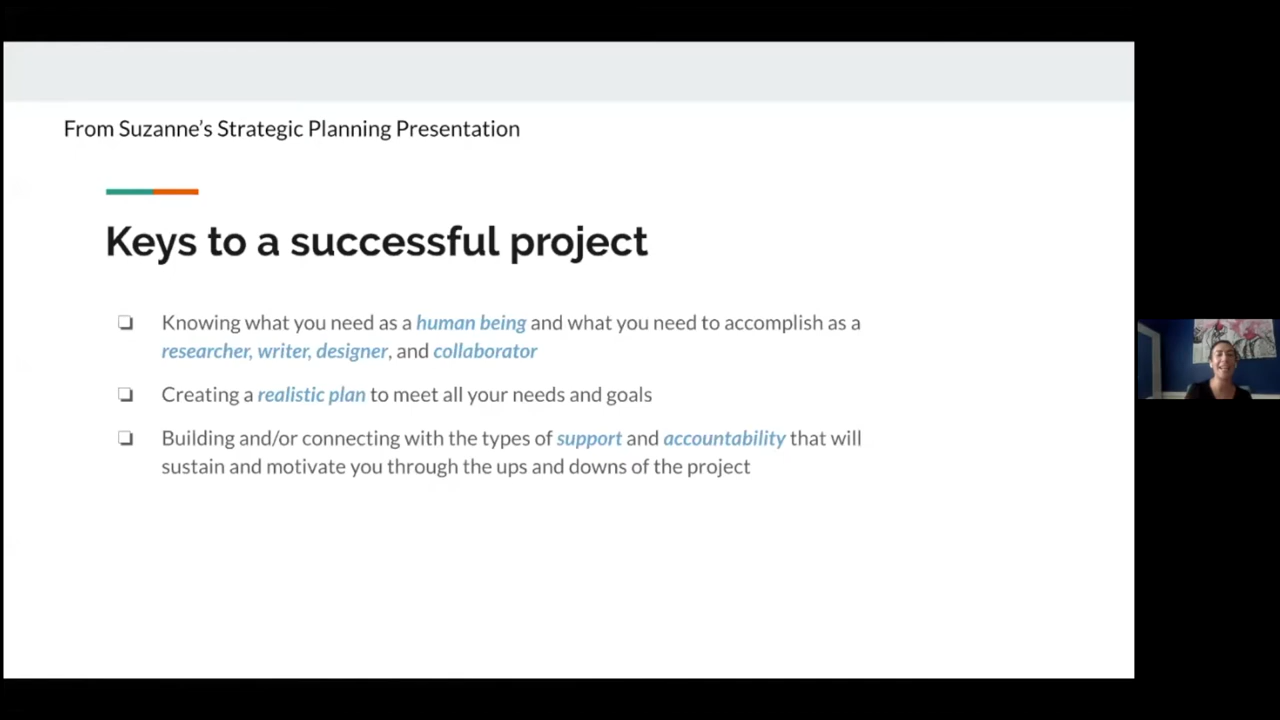 From Suzanne’s Strategic Planning Presentation
Keys to a successful project
❏ Knowing what you need as a human being and what you need to accomplish as a
researcher, writer, designer, and collaborator
❏ Creating a realistic plan to meet all your needs and goals
❏ Building and/or connecting with the types of support and accountability that will
sustain and motivate you through the ups and downs of the project